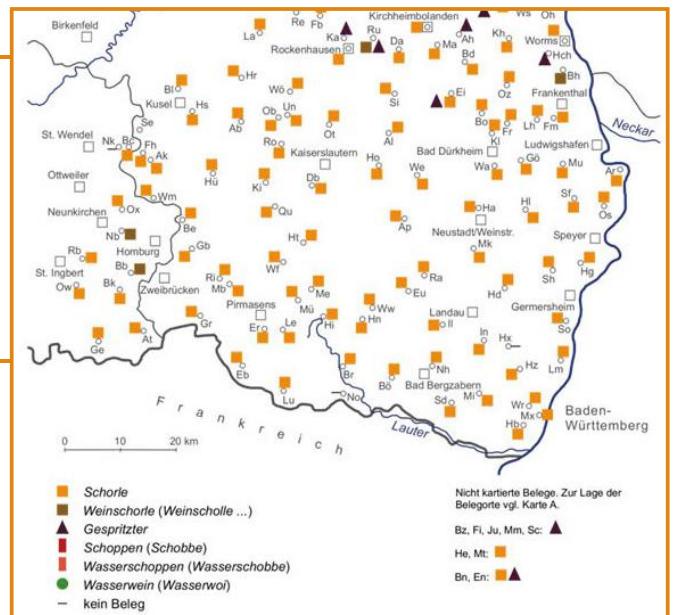 Ws Oh
Re Fb
Birkenfeld
Kirchheimbolanden
La
Ka
Ru
Ah
Kh
Worms
Rockenhausen
Da
Ma
Hch
Bd
Bh
Hr
Bl
Wö
Ei
Oz
Frankenthal
Kusel
Hs
Si
Ob
Un
Bo
Neckar
Se
Ab
Ot
Al
Fr
Lh
Fm
Kl
St. Wendel
Nk
Bc
Fh
Ro
Ludwigshafen
Ak
Kaiserslautern
Bad Dürkheim
Ho
Gö
Mu
Ottweiler
Hü
Ki
Db
We
Wa
Ar
Wm
Sf
Ox
Qu
Ha
Hl
Os
Neunkirchen
Be
Ap
Neustadt/Weinstr.
Nb
Homburg
Ht
Speyer
Gb
Mk
Rb
St. Ingbert
Bb
Wf
Sh
Hg
Zweibrücken
Ri
Ra
Ow
Bk
Mb
Me
Eu
Hd
Germersheim
Pirmasens
Mü
Ww
Gr
Er
Le
Hi
Hn
Landau
Il
So
Ge
At
In
Hx
Eb
Br
Bö
Nh
Hz
Lm
Bad Bergzabern
Lu
No
Sd
Mi
Wr
Mx
Baden-
Württemberg
Hb
Frankreich
Lauter
0 10 20 km
Schorle
Weinschorle (Weinscholle ...)
Gespritzter
Schoppen (Schobbe)
Wasserschoppen (Wasserschobbe)
Wasserwein (Wasserwoi)
– kein Beleg
Nicht kartierte Belege. Zur Lage der
Belegorte vgl. Karte A.
Bz, Fi, Ju, Mm, Sc:
He, Mt:
Bn, En: